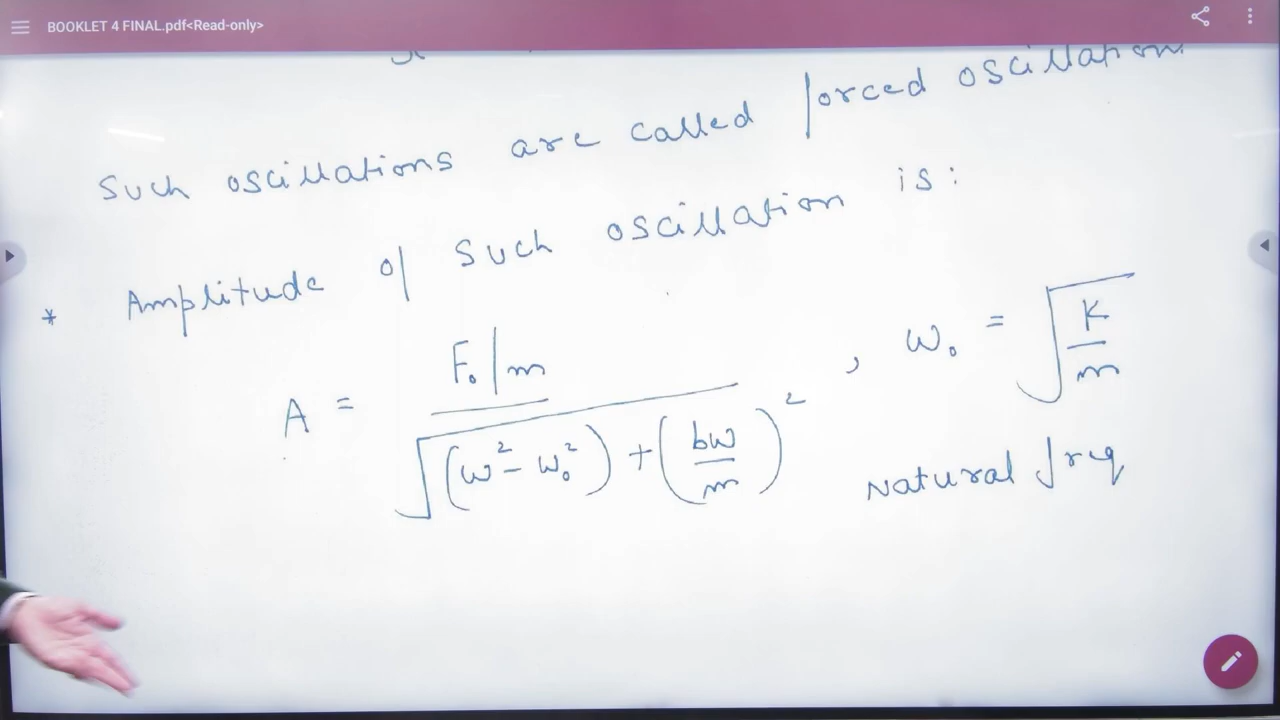 BOOKLET 4 FINAL.pdf<Read-only>
Such oscillations are called forced oscillation.
* Amplitude of such oscillation is:
A = F₀/m / √((ω² - ω₀²) + (bω/m)²) , ω₀ = √(K/m)
Natural freq